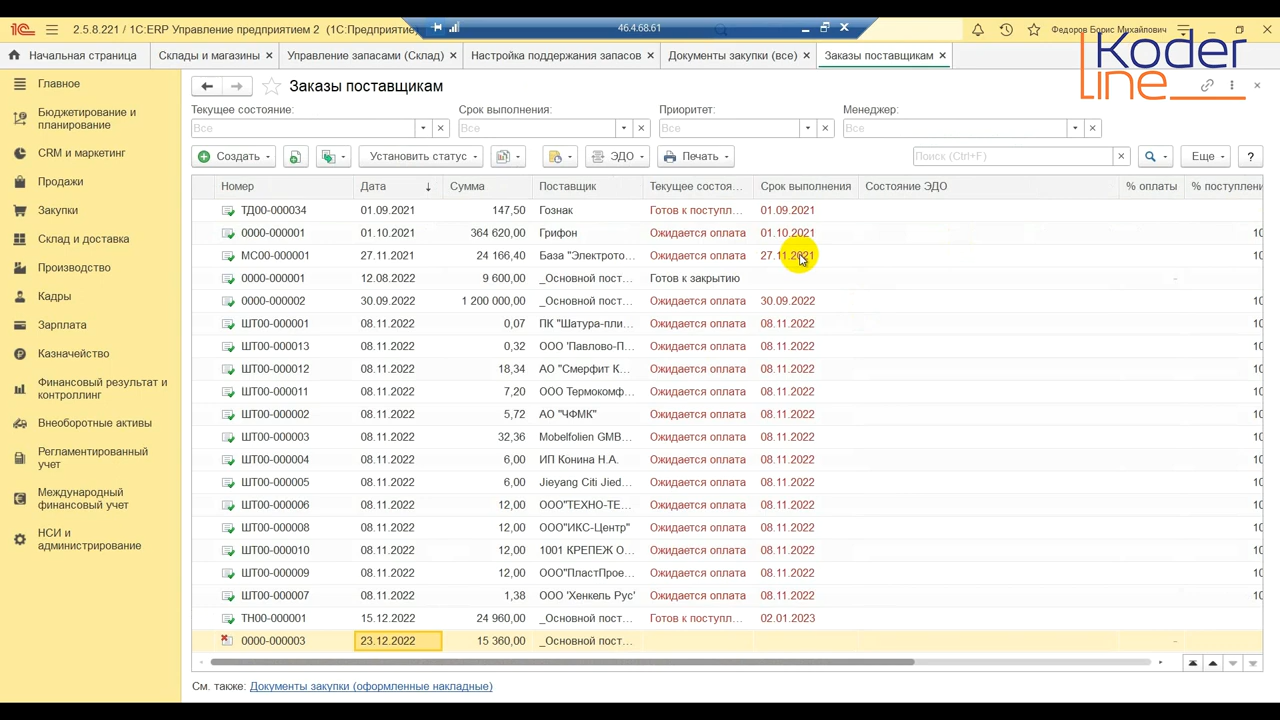 2.5.8.221 / 1С:ERP Управление предприятием 2 (1С:Предприятие)
46.4.68.61
Федоров Борис Михайлович
Koder line
Начальная страница Склады и магазины Управление запасами (Склад) Настройка поддержания запасов Документы закупки (все) Заказы поставщикам
Главное
Бюджетирование и планирование
CRM и маркетинг
Продажи
Закупки
Склад и доставка
Производство
Кадры
Зарплата
Казначейство
Финансовый результат и контроллинг
Внеоборотные активы
Регламентированный учет
Международный финансовый учет
НСИ и администрирование
Заказы поставщикам
Текущее состояние: Срок выполнения: Приоритет: Менеджер:
Все Все Все Все
Создать Установить статус ЭДО Печать Поиск (Ctrl+F) Еще ?
Номер Дата ↓ Сумма Поставщик Текущее состоя... Срок выполнения Состояние ЭДО % оплаты % поступлени
ТД00-000034 01.09.2021 147,50 Гознак Готов к поступл... 01.09.2021
0000-000001 01.10.2021 364 620,00 Грифон Ожидается оплата 01.10.2021 10
МС00-000001 27.11.2021 24 166,40 База "Электрото... Ожидается оплата 27.11.2021 10
0000-000001 12.08.2022 9 600,00 _Основной пост... Готов к закрытию -
0000-000002 30.09.2022 1 200 000,00 _Основной пост... Ожидается оплата 30.09.2022 10
ШТ00-000001 08.11.2022 0,07 ПК "Шатура-пли... Ожидается оплата 08.11.2022 10
ШТ00-000013 08.11.2022 0,32 ООО 'Павлово-П... Ожидается оплата 08.11.2022 10
ШТ00-000012 08.11.2022 18,34 АО "Смерфит К... Ожидается оплата 08.11.2022 10
ШТ00-000011 08.11.2022 7,20 ООО Термокомф... Ожидается оплата 08.11.2022 10
ШТ00-000002 08.11.2022 5,72 АО "ЧФМК" Ожидается оплата 08.11.2022 10
ШТ00-000003 08.11.2022 32,36 Mobelfolien GMB... Ожидается оплата 08.11.2022 10
ШТ00-000004 08.11.2022 6,00 ИП Конина Н.А. Ожидается оплата 08.11.2022 10
ШТ00-000005 08.11.2022 6,00 Jieyang Citi Jied... Ожидается оплата 08.11.2022 10
ШТ00-000006 08.11.2022 12,00 ООО"ТЕХНО-ТЕ... Ожидается оплата 08.11.2022 10
ШТ00-000008 08.11.2022 12,00 ООО"ИКС-Центр" Ожидается оплата 08.11.2022 10
ШТ00-000010 08.11.2022 12,00 1001 КРЕПЕЖ О... Ожидается оплата 08.11.2022 10
ШТ00-000009 08.11.2022 12,00 ООО"ПластПрое... Ожидается оплата 08.11.2022 10
ШТ00-000007 08.11.2022 1,38 ООО 'Хенкель Рус' Ожидается оплата 08.11.2022 10
ТН00-000001 15.12.2022 24 960,00 _Основной пост... Готов к поступл... 02.01.2023
0000-000003 23.12.2022 15 360,00 _Основной пост... -
См. также: Документы закупки (оформленные накладные)